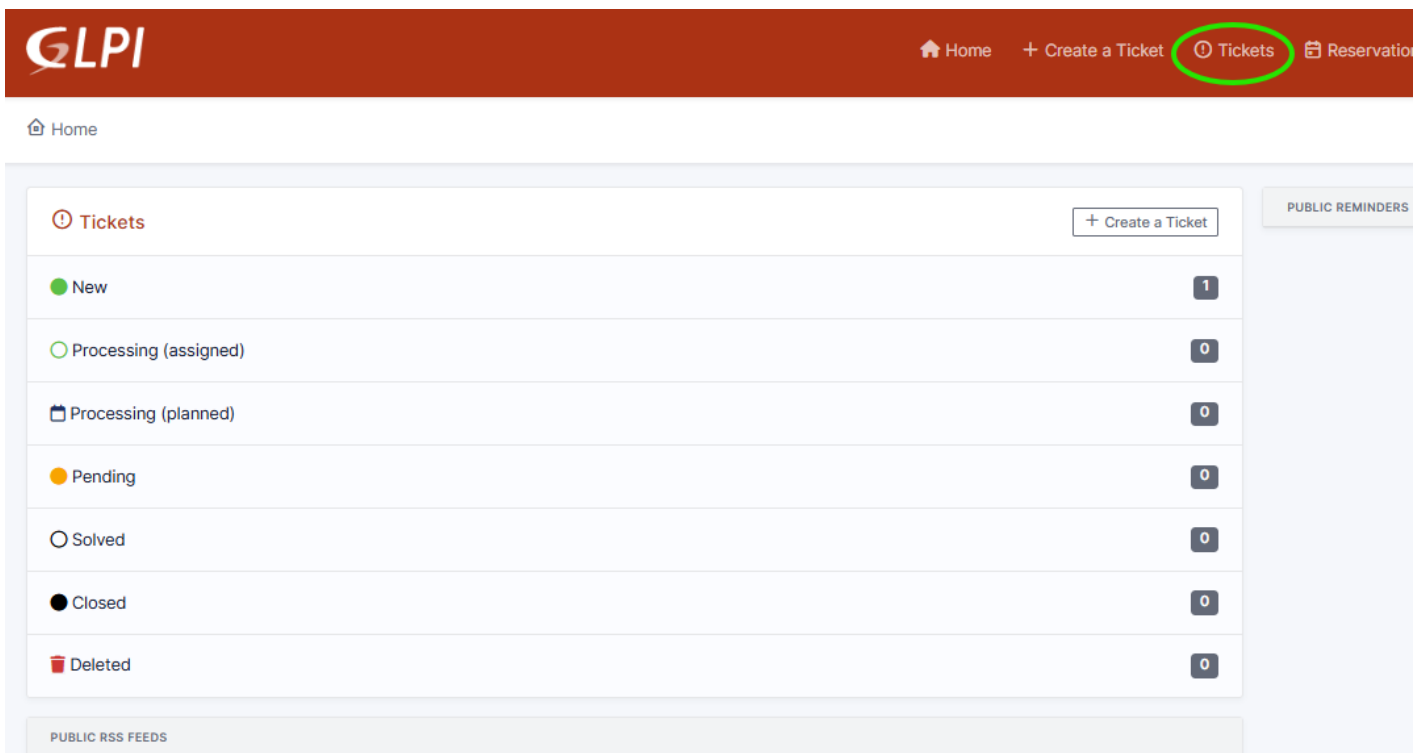 GLPI
Home + Create a Ticket Tickets Reservation
Home
Tickets + Create a Ticket PUBLIC REMINDERS
New 1
Processing (assigned) 0
Processing (planned) 0
Pending 0
Solved 0
Closed 0
Deleted 0
PUBLIC RSS FEEDS